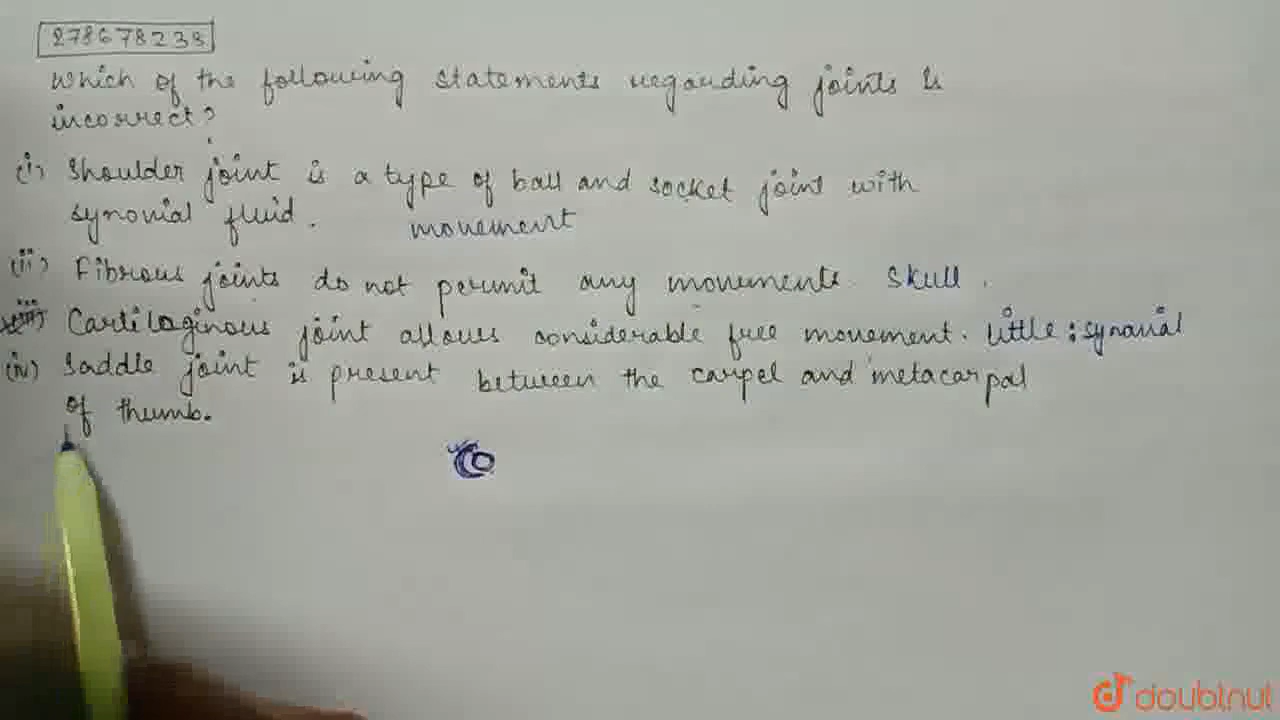 278678233
Which of the following statements regarding joints is
incorrect?
(i) Shoulder joint is a type of ball and socket joint with
synovial fluid. movement
(ii) Fibrous joints do not permit any movements. Skull.
(iii) Cartilaginous joint allows considerable free movement. little : synovial
(iv) Saddle joint is present between the carpel and metacarpal
of thumb.
doubtnut